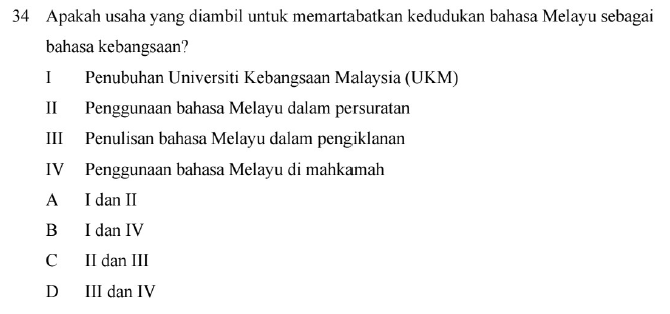 34 Apakah usaha yang diambil untuk memartabatkan kedudukan bahasa Melayu sebagai
bahasa kebangsaan?
I Penubuhan Universiti Kebangsaan Malaysia (UKM)
II Penggunaan bahasa Melayu dalam persuratan
III Penulisan bahasa Melayu dalam pengiklanan
IV Penggunaan bahasa Melayu di mahkamah
A I dan II
B I dan IV
C II dan III
D III dan IV